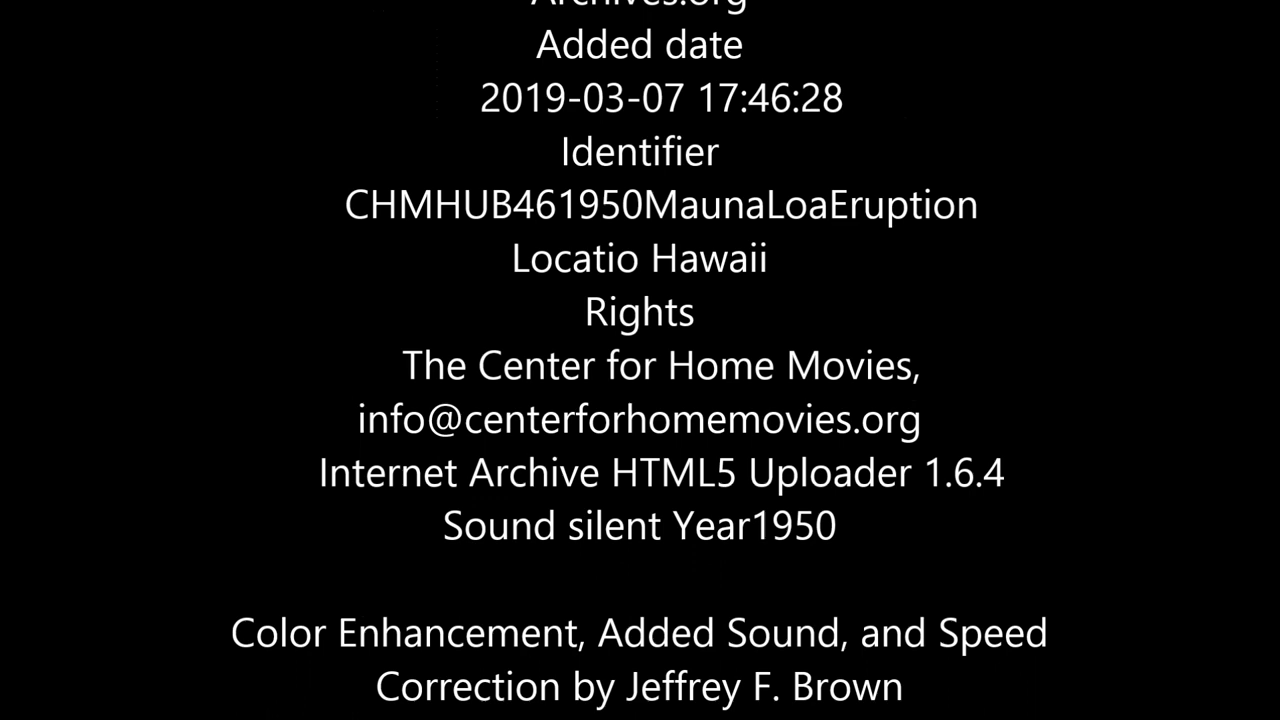 Archives.org
Added date
2019-03-07 17:46:28
Identifier
CHMHUB461950MaunaLoaEruption
Locatio Hawaii
Rights
The Center for Home Movies,
info@centerforhomemovies.org
Internet Archive HTML5 Uploader 1.6.4
Sound silent Year1950
Color Enhancement, Added Sound, and Speed
Correction by Jeffrey F. Brown